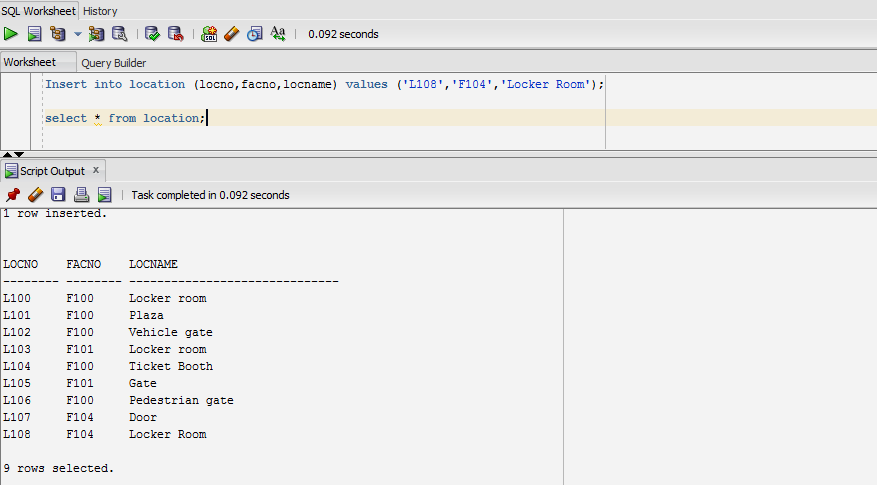 SQL Worksheet History
0.092 seconds
Worksheet Query Builder
Insert into location (locno,facno,locname) values ('L108','F104','Locker Room');
select * from location;
Script Output x
Task completed in 0.092 seconds
1 row inserted.
LOCNO FACNO LOCNAME
-------- -------- ------------------------------
L100 F100 Locker room
L101 F100 Plaza
L102 F100 Vehicle gate
L103 F101 Locker room
L104 F100 Ticket Booth
L105 F101 Gate
L106 F100 Pedestrian gate
L107 F104 Door
L108 F104 Locker Room
9 rows selected.